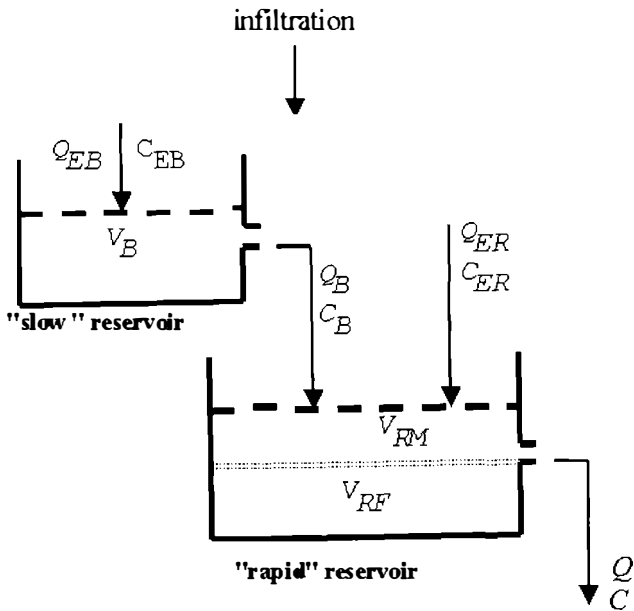 infiltration
Q_EB C_EB
V_B
"slow" reservoir
Q_B
C_B
Q_ER
C_ER
V_RM
V_RF
"rapid" reservoir
Q
C